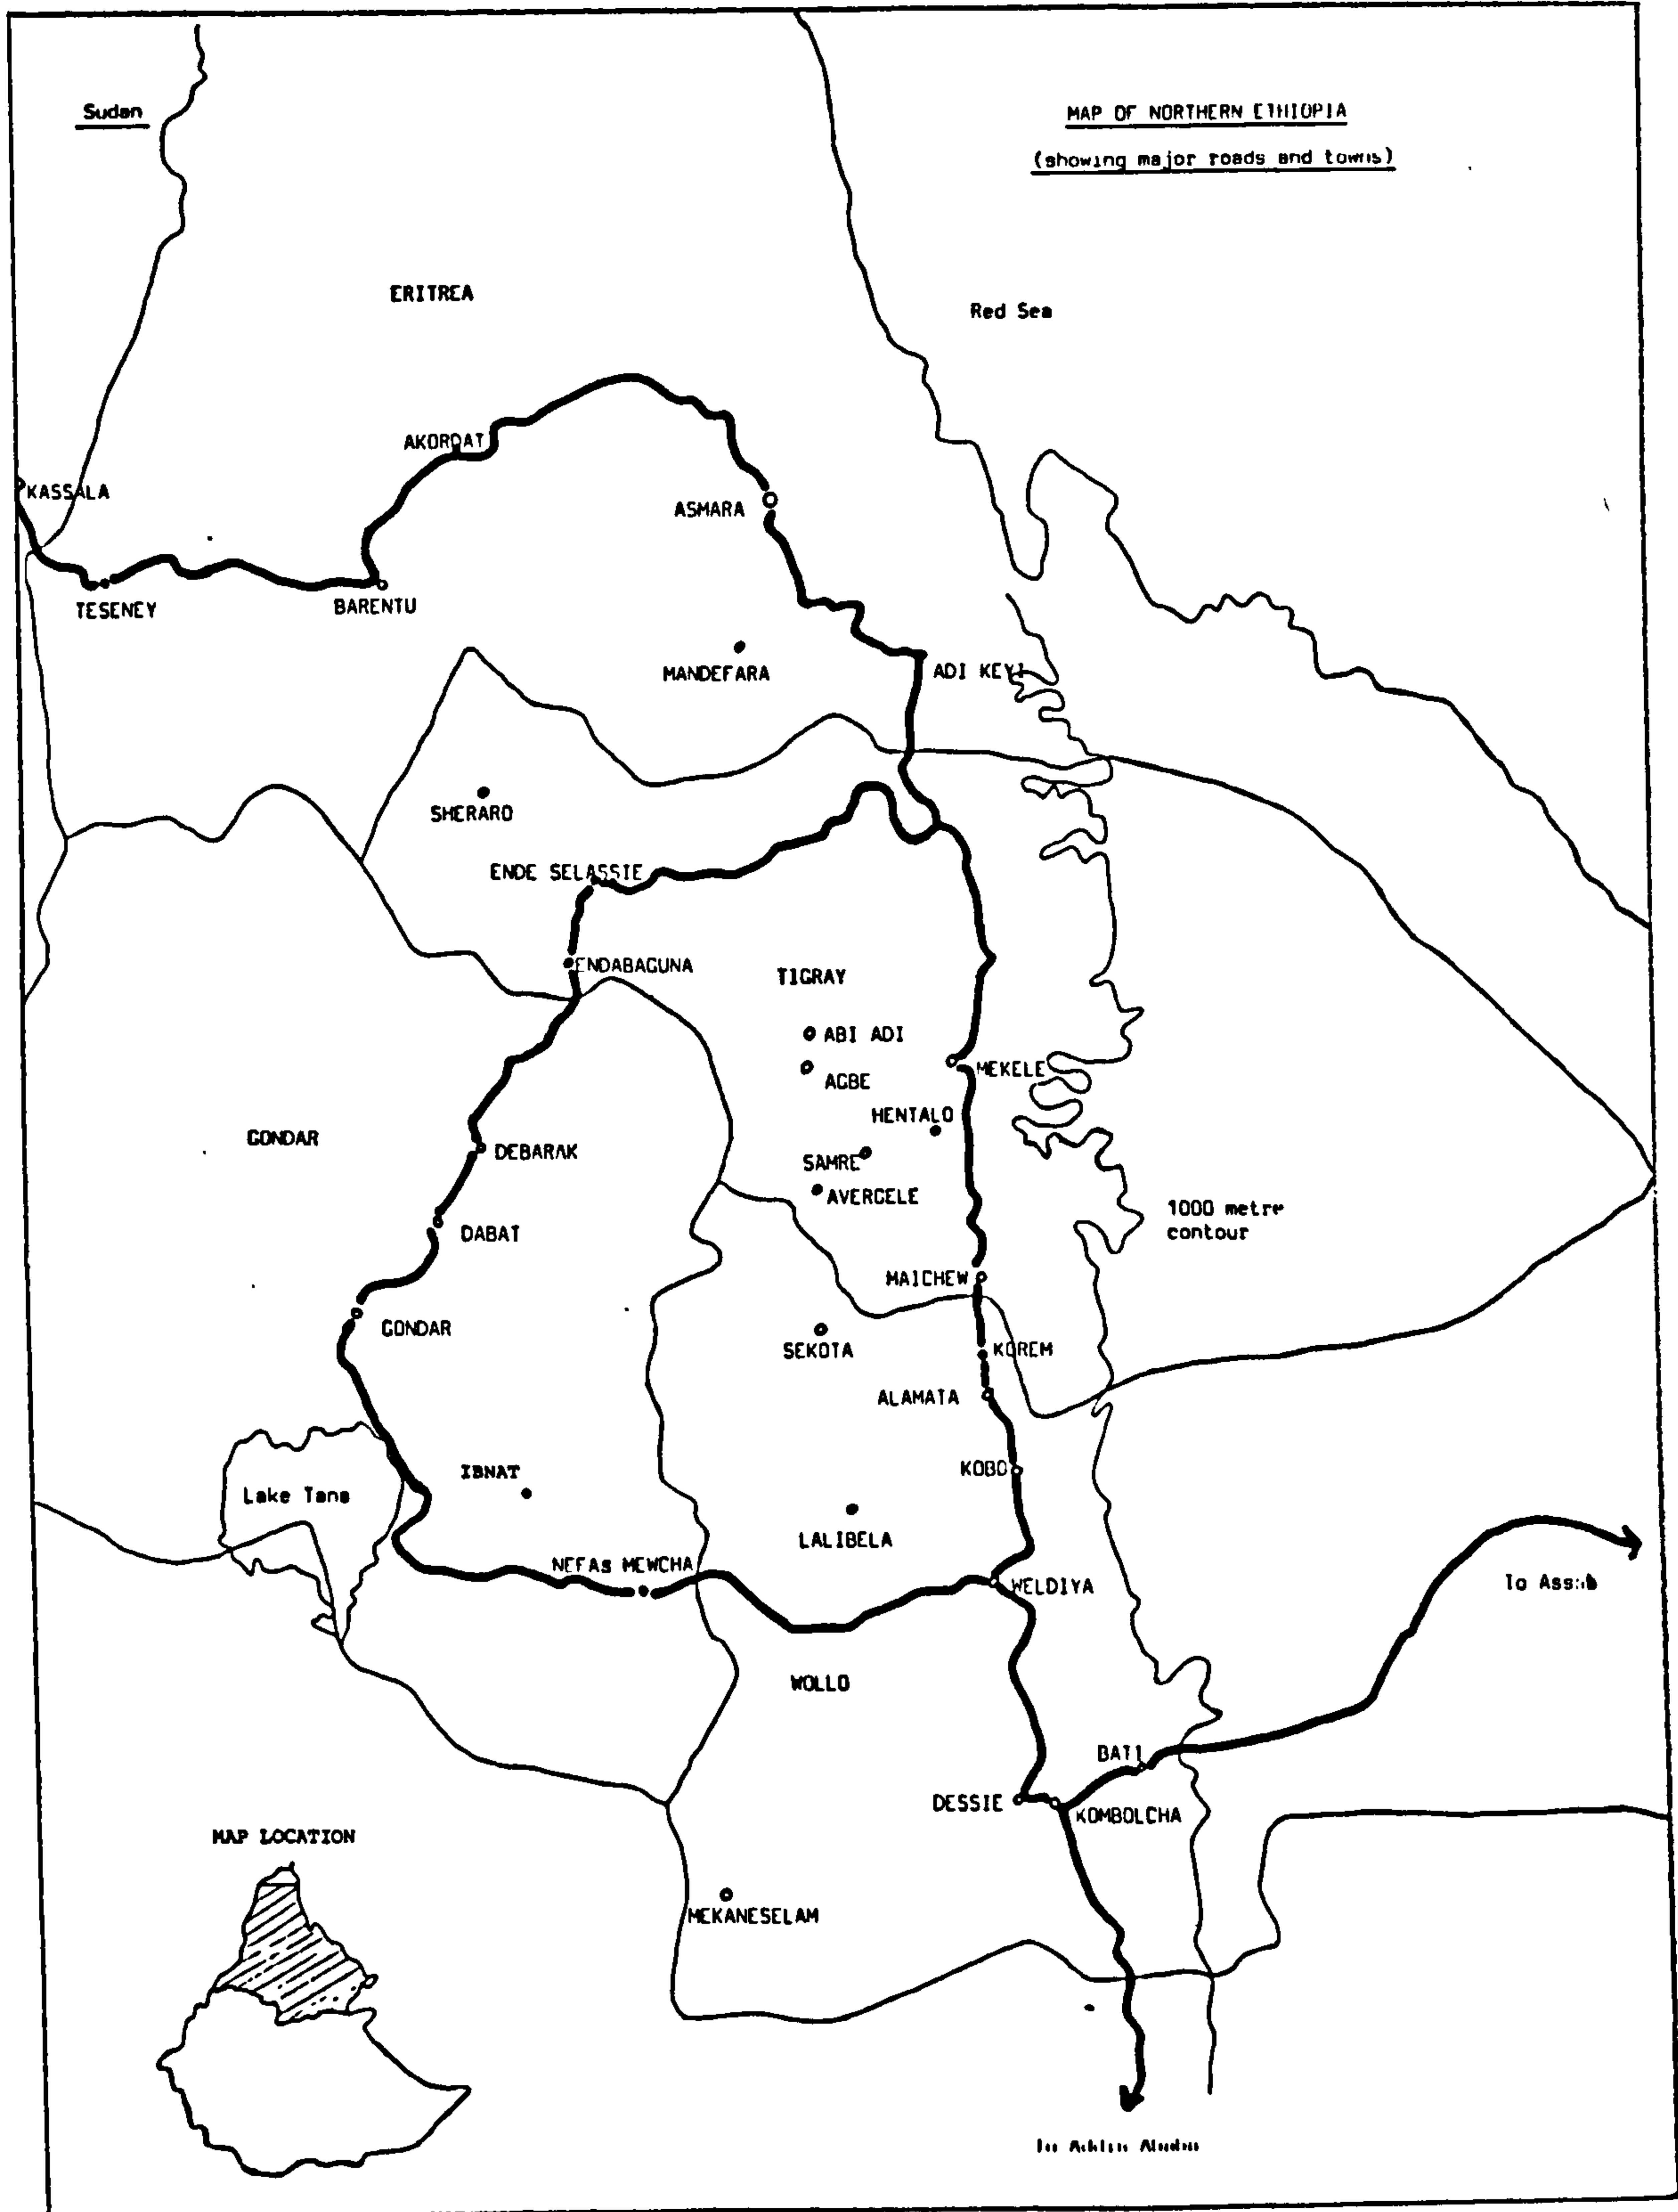 Sudan
MAP OF NORTHERN ETHIOPIA
(showing major roads and towns)
ERITREA
Red Sea
AKORDAT
KASSALA
ASMARA
TESENEY
BARENTU
MANDEFARA
ADI KEYI
SHERARO
ENDE SELASSIE
ENDABAGUNA
TIGRAY
ABI ADI
MEKELE
AGBE
HENTALO
GONDAR
DEBARAK
SAMRE
AVERGELE
1000 metre
contour
DABAT
MAICHEW
GONDAR
SEKOTA
KOREM
ALAMATA
IBNAT
KOBO
Lake Tana
LALIBELA
NEFAS MEWCHA
WELDIYA
To Assab
WOLLO
BATI
DESSIE
KOMBOLCHA
MAP LOCATION
MEKANESELAM
To Addis Ababa